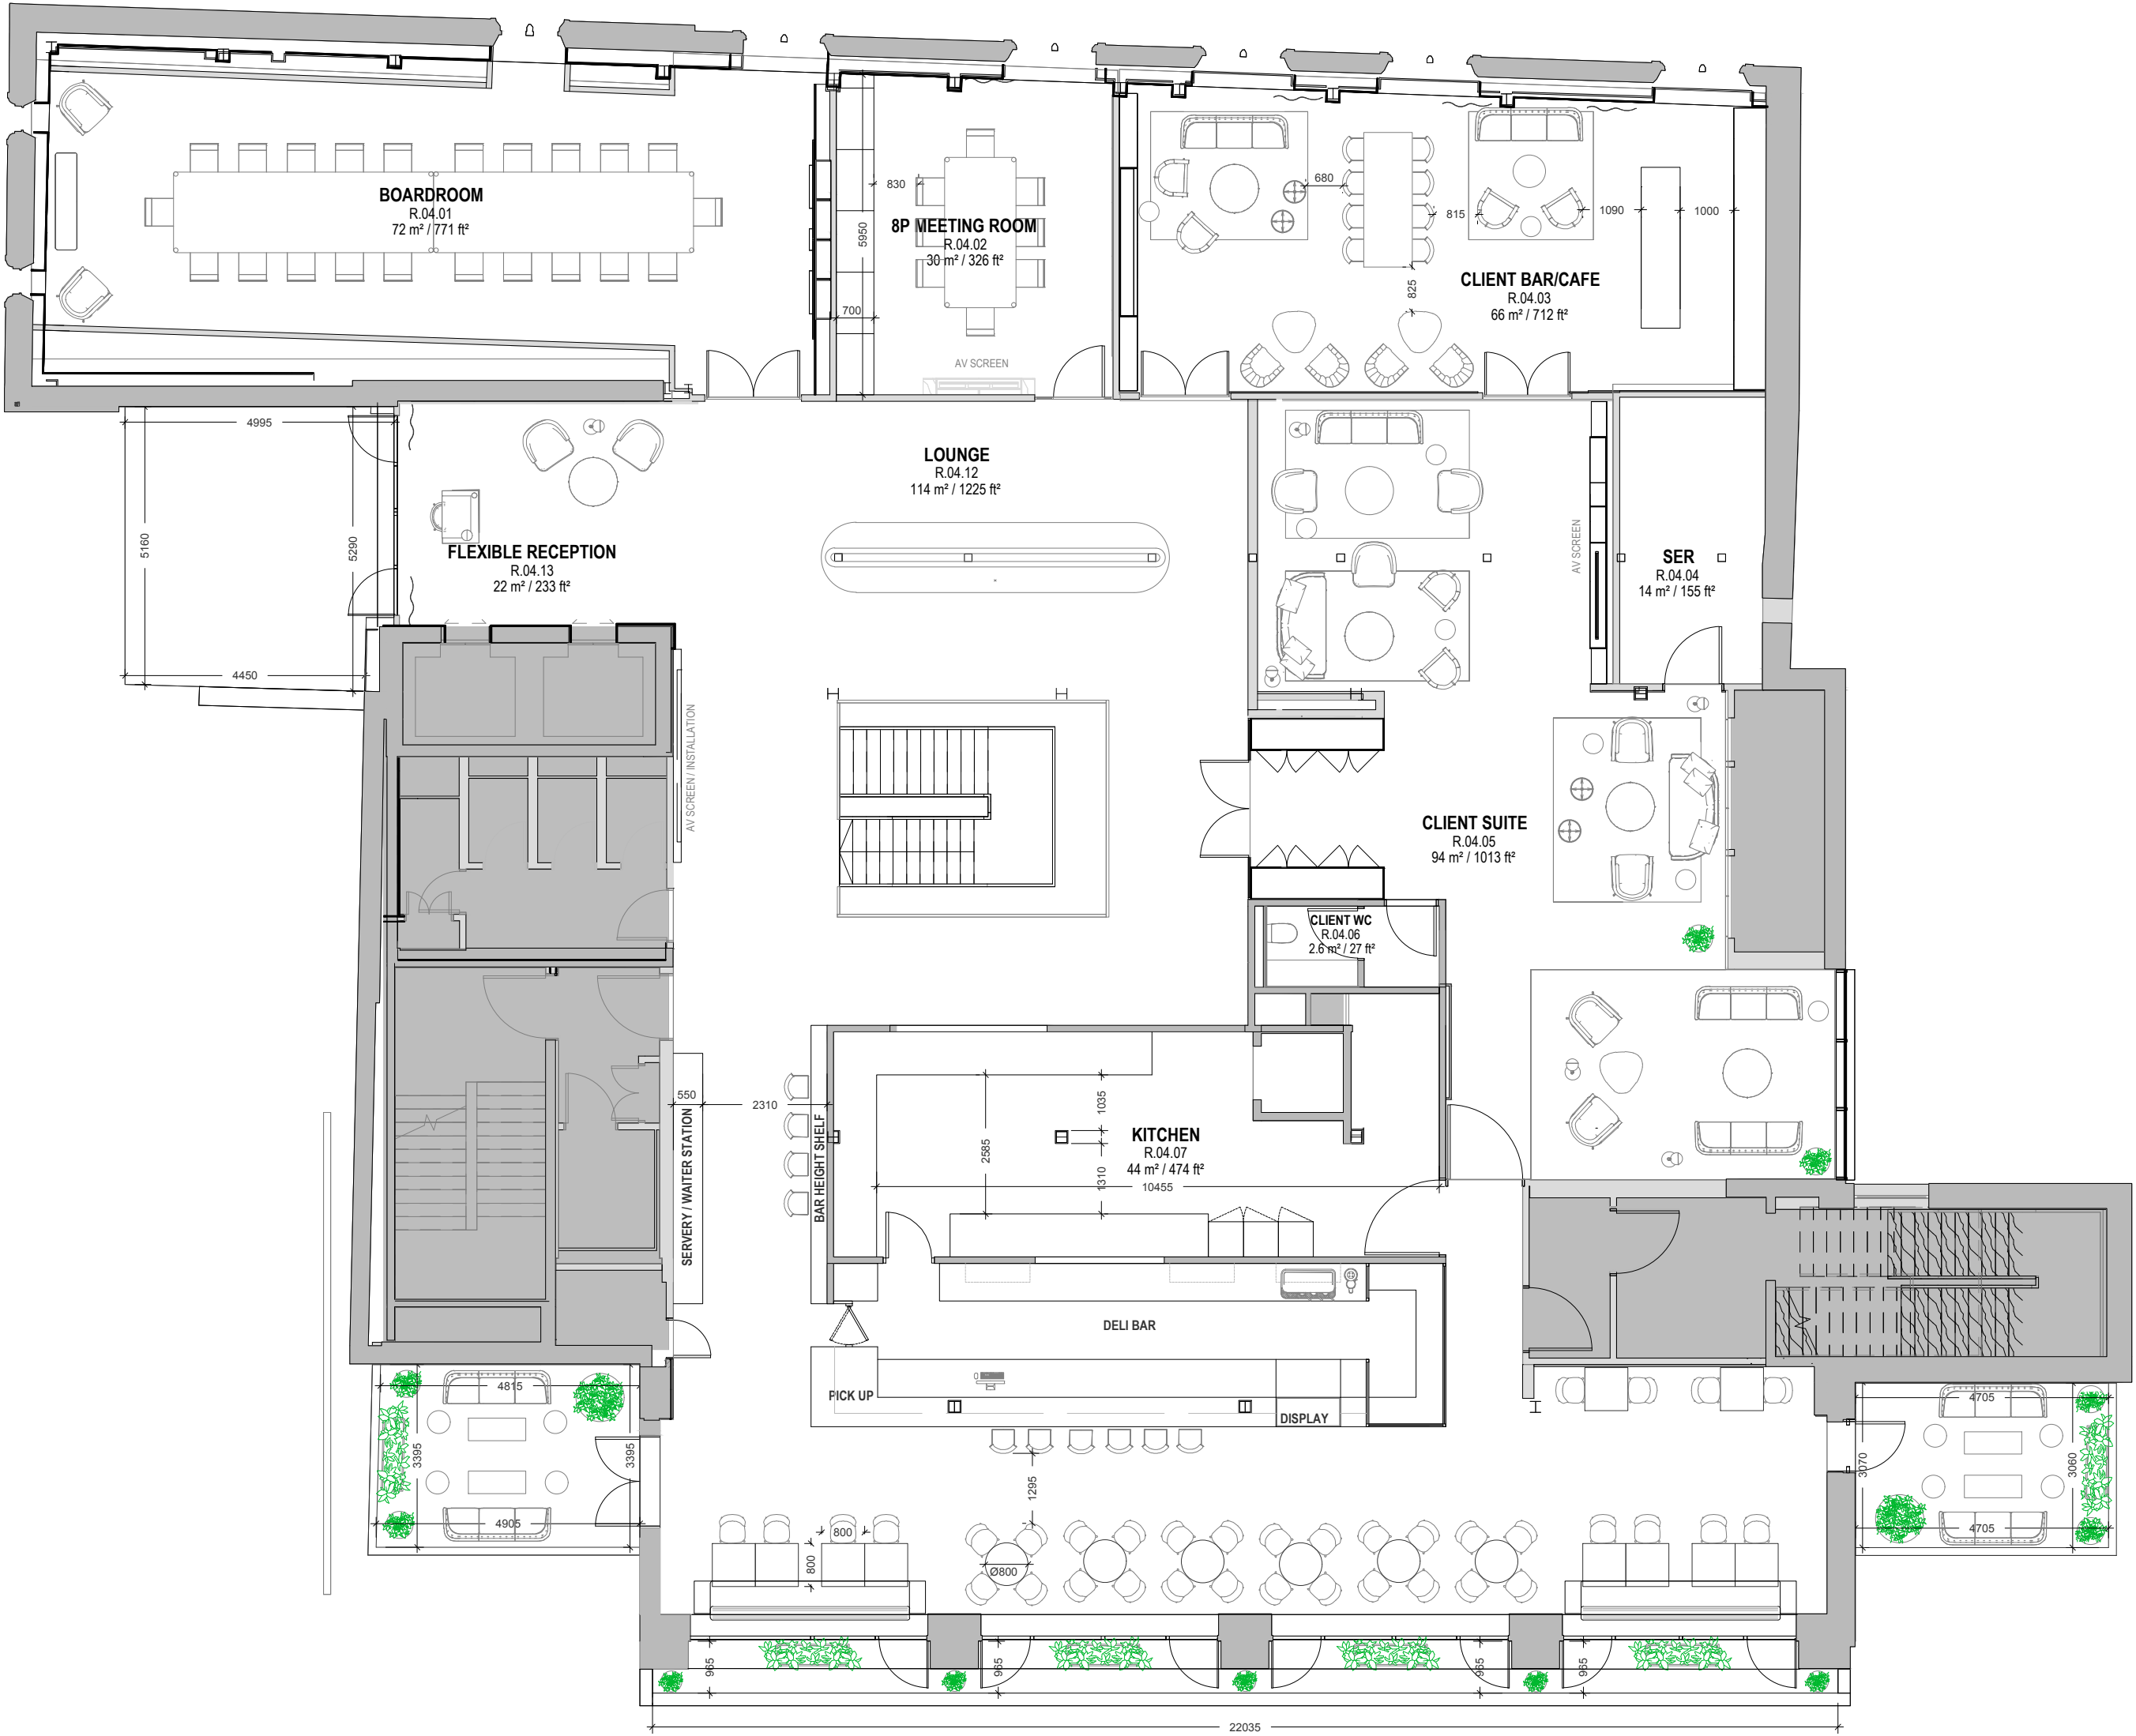 BOARDROOM
R.04.01
72 m² / 771 ft²
8P MEETING ROOM
R.04.02
30 m² / 326 ft²
830
5950
700
AV SCREEN
680
815
1090
1000
825
CLIENT BAR/CAFE
R.04.03
66 m² / 712 ft²
4995
5160
5290
4450
LOUNGE
R.04.12
114 m² / 1225 ft²
FLEXIBLE RECEPTION
R.04.13
22 m² / 233 ft²
AV SCREEN
SER
R.04.04
14 m² / 155 ft²
AV SCREEN / INSTALLATION
CLIENT SUITE
R.04.05
94 m² / 1013 ft²
CLIENT WC
R.04.06
2.6 m² / 27 ft²
550
2310
SERVERY / WAITER STATION
BAR HEIGHT SHELF
2585
1035
1310
KITCHEN
R.04.07
44 m² / 474 ft²
10455
DELI BAR
PICK UP
DISPLAY
4815
3395
3395
4905
4705
3070
3060
4705
1295
800
800
Ø800
965
965
965
965
22035